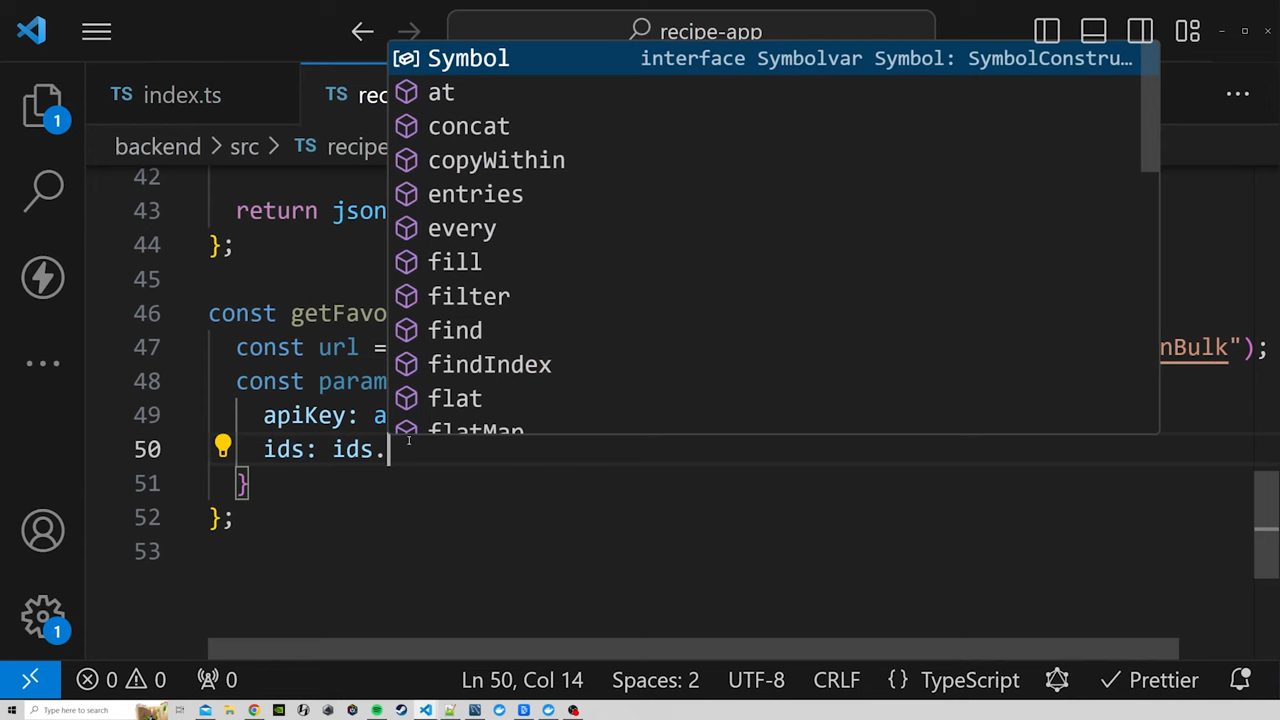 recipe-app
TS index.ts
TS rec
backend > src > TS recipe
42
43 return json
44 };
45
46 const getFavo
47 const url = nBulk");
48 const param
49 apiKey: a
50 ids: ids.
51 }
52 };
53
Symbol interface Symbolvar Symbol: SymbolConstru…
at
concat
copyWithin
entries
every
fill
filter
find
findIndex
flat
flatMap
1
1
0 0 0 Ln 50, Col 14 Spaces: 2 UTF-8 CRLF {} TypeScript Prettier
Type here to search